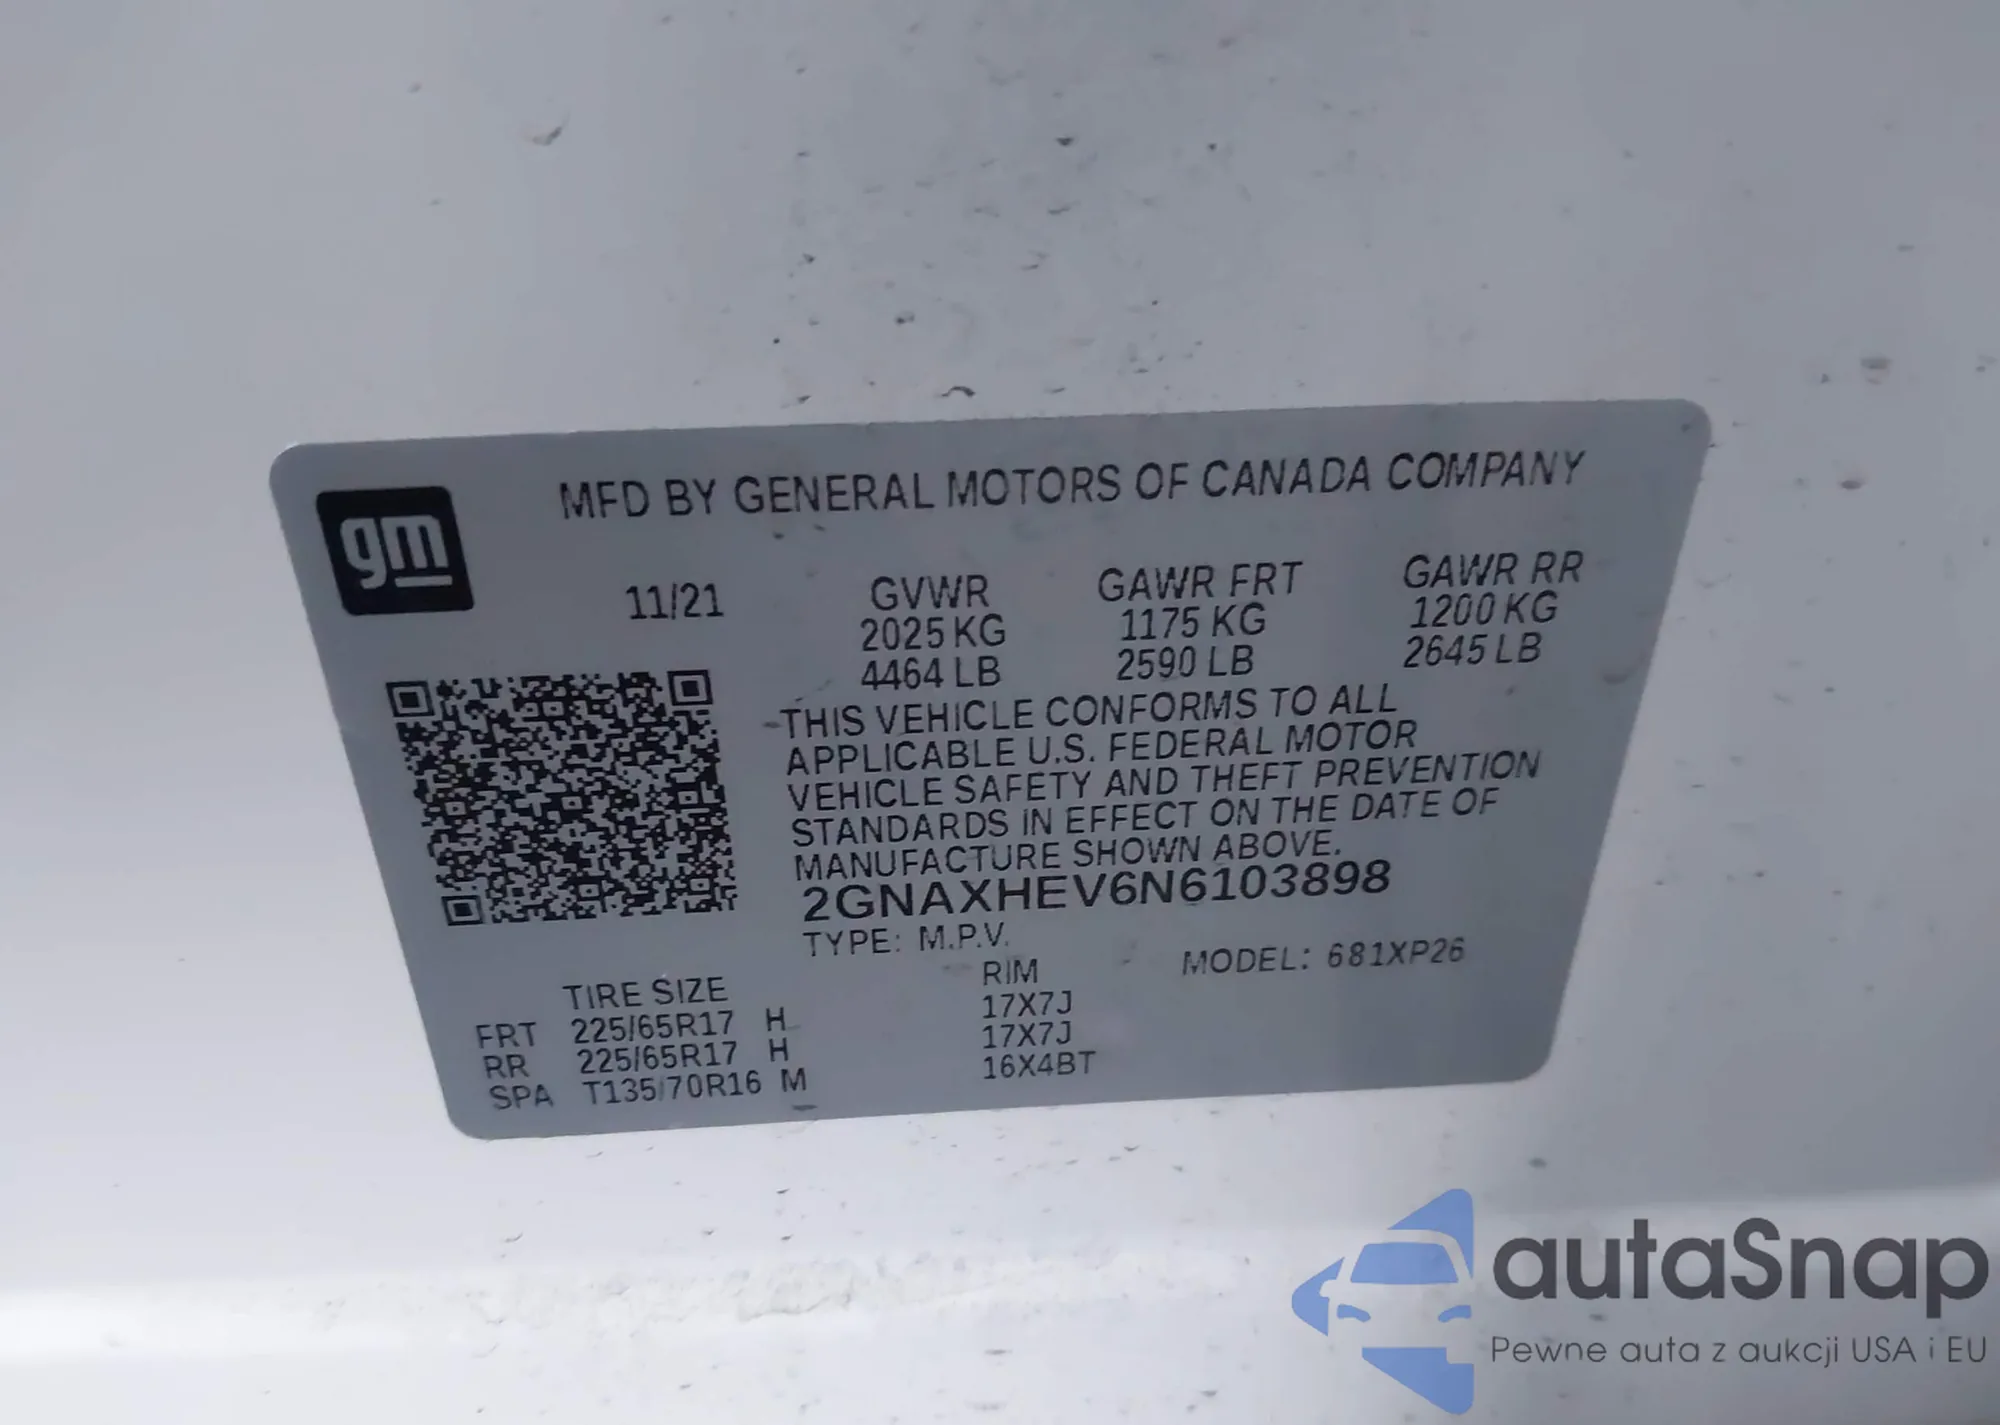 gm
MFD BY GENERAL MOTORS OF CANADA COMPANY
11/21
GVWR GAWR FRT GAWR RR
2025 KG 1175 KG 1200 KG
4464 LB 2590 LB 2645 LB
THIS VEHICLE CONFORMS TO ALL
APPLICABLE U.S. FEDERAL MOTOR
VEHICLE SAFETY AND THEFT PREVENTION
STANDARDS IN EFFECT ON THE DATE OF
MANUFACTURE SHOWN ABOVE.
2GNAXHEV6N6103898
TYPE: M.P.V. MODEL: 681XP26
TIRE SIZE RIM
FRT 225/65R17 H 17X7J
RR 225/65R17 H 17X7J
SPA T135/70R16 M 16X4BT
autaSnap
Pewne auta z aukcji USA i EU